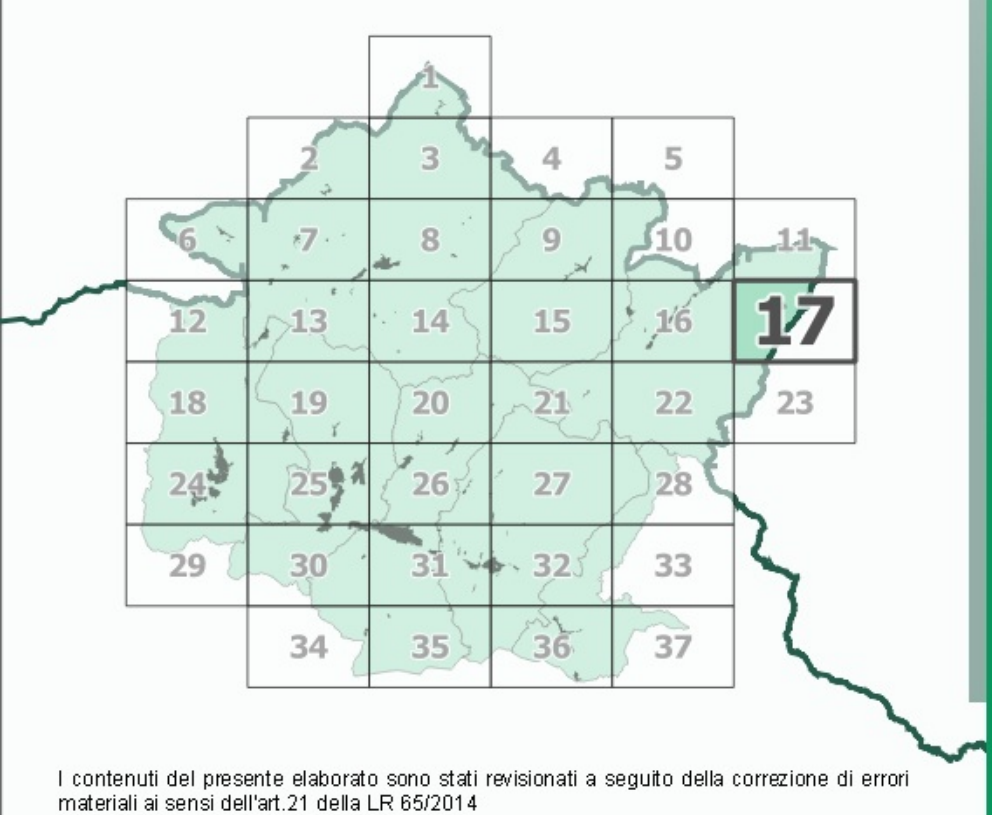 1
2 3 4 5
6 7 8 9 10 11
12 13 14 15 16 17
18 19 20 21 22 23
24 25 26 27 28
29 30 31 32 33
34 35 36 37
I contenuti del presente elaborato sono stati revisionati a seguito della correzione di errori
materiali ai sensi dell'art.21 della LR 65/2014